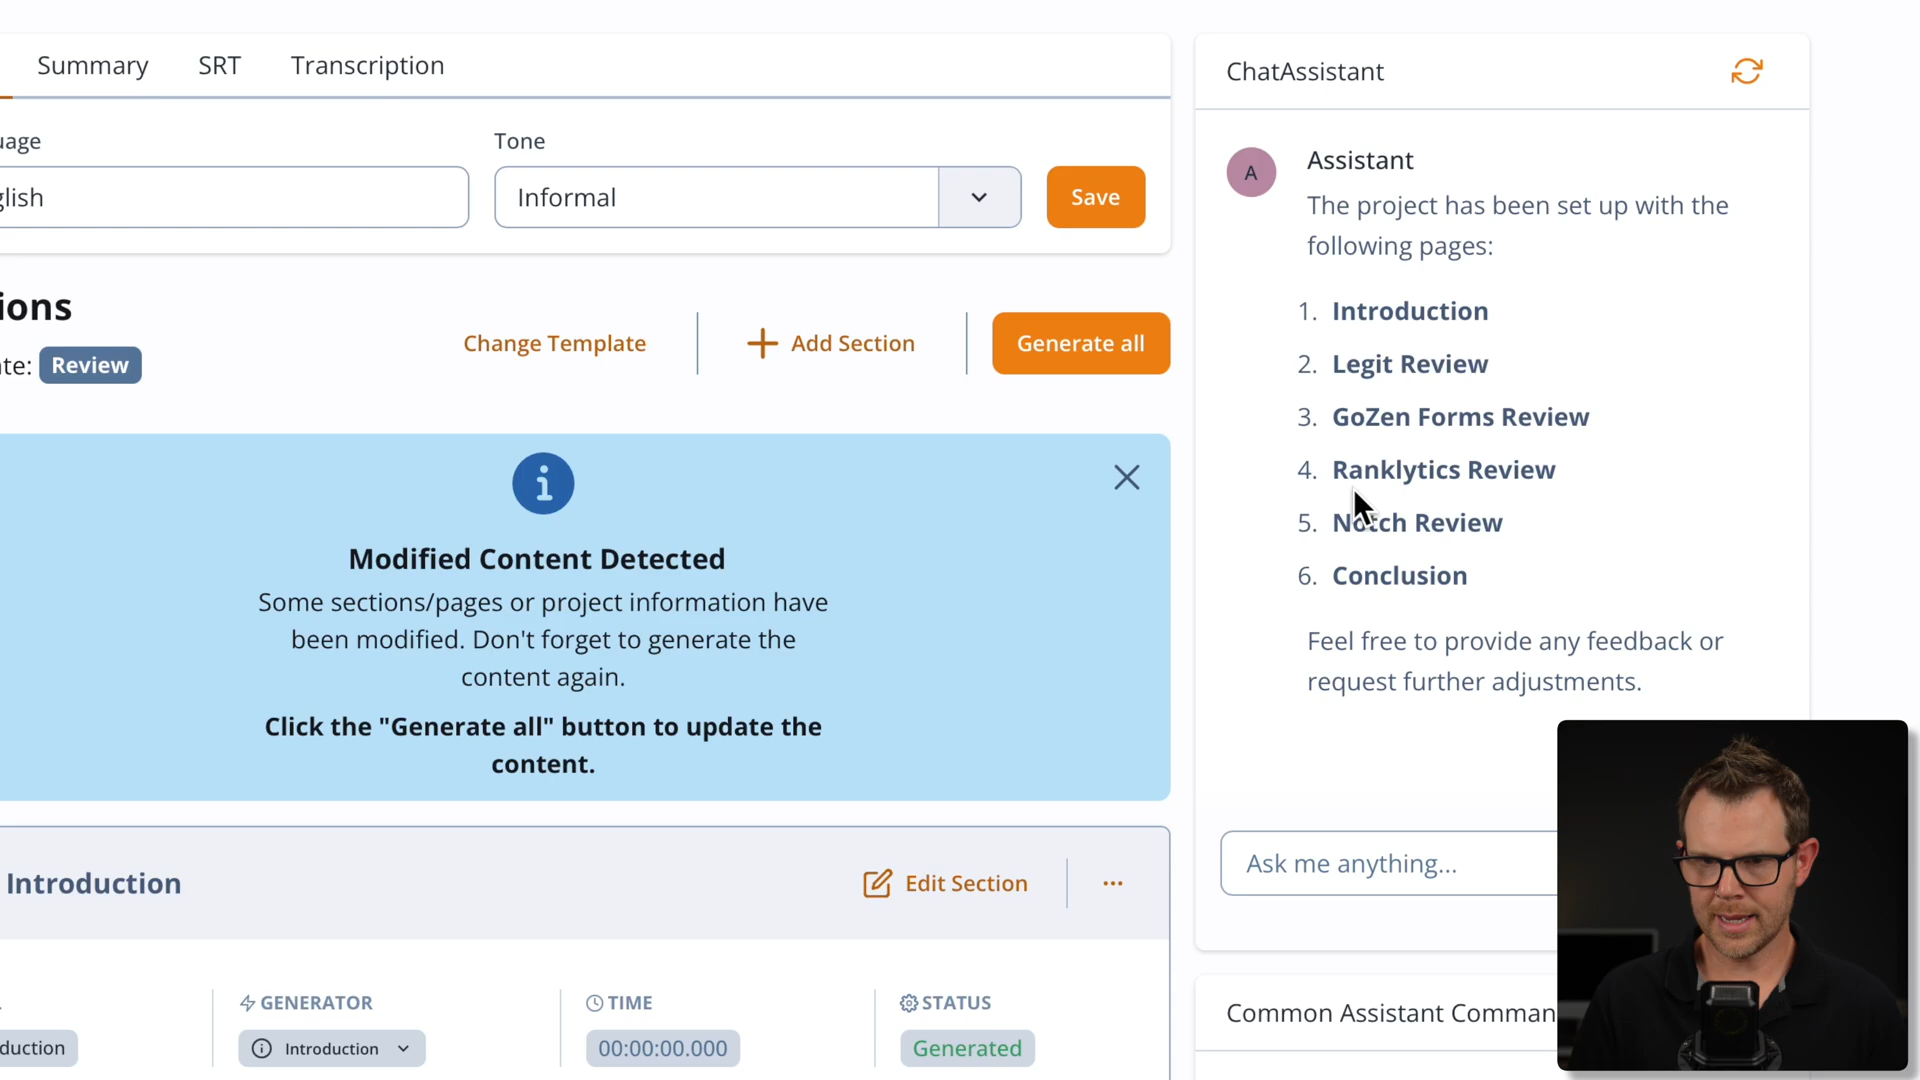 Summary
SRT
Transcription
uage
Tone
glish
Informal
Save
ions
te: Review
Change Template
Add Section
Generate all
Modified Content Detected
Some sections/pages or project information have
been modified. Don't forget to generate the
content again.
Click the "Generate all" button to update the
content.
Introduction
Edit Section
GENERATOR
TIME
STATUS
duction
Introduction
00:00:00.000
Generated
ChatAssistant
A
Assistant
The project has been set up with the
following pages:
1. Introduction
2. Legit Review
3. GoZen Forms Review
4. Ranklytics Review
5. Notch Review
6. Conclusion
Feel free to provide any feedback or
request further adjustments.
Ask me anything...
Common Assistant Comman